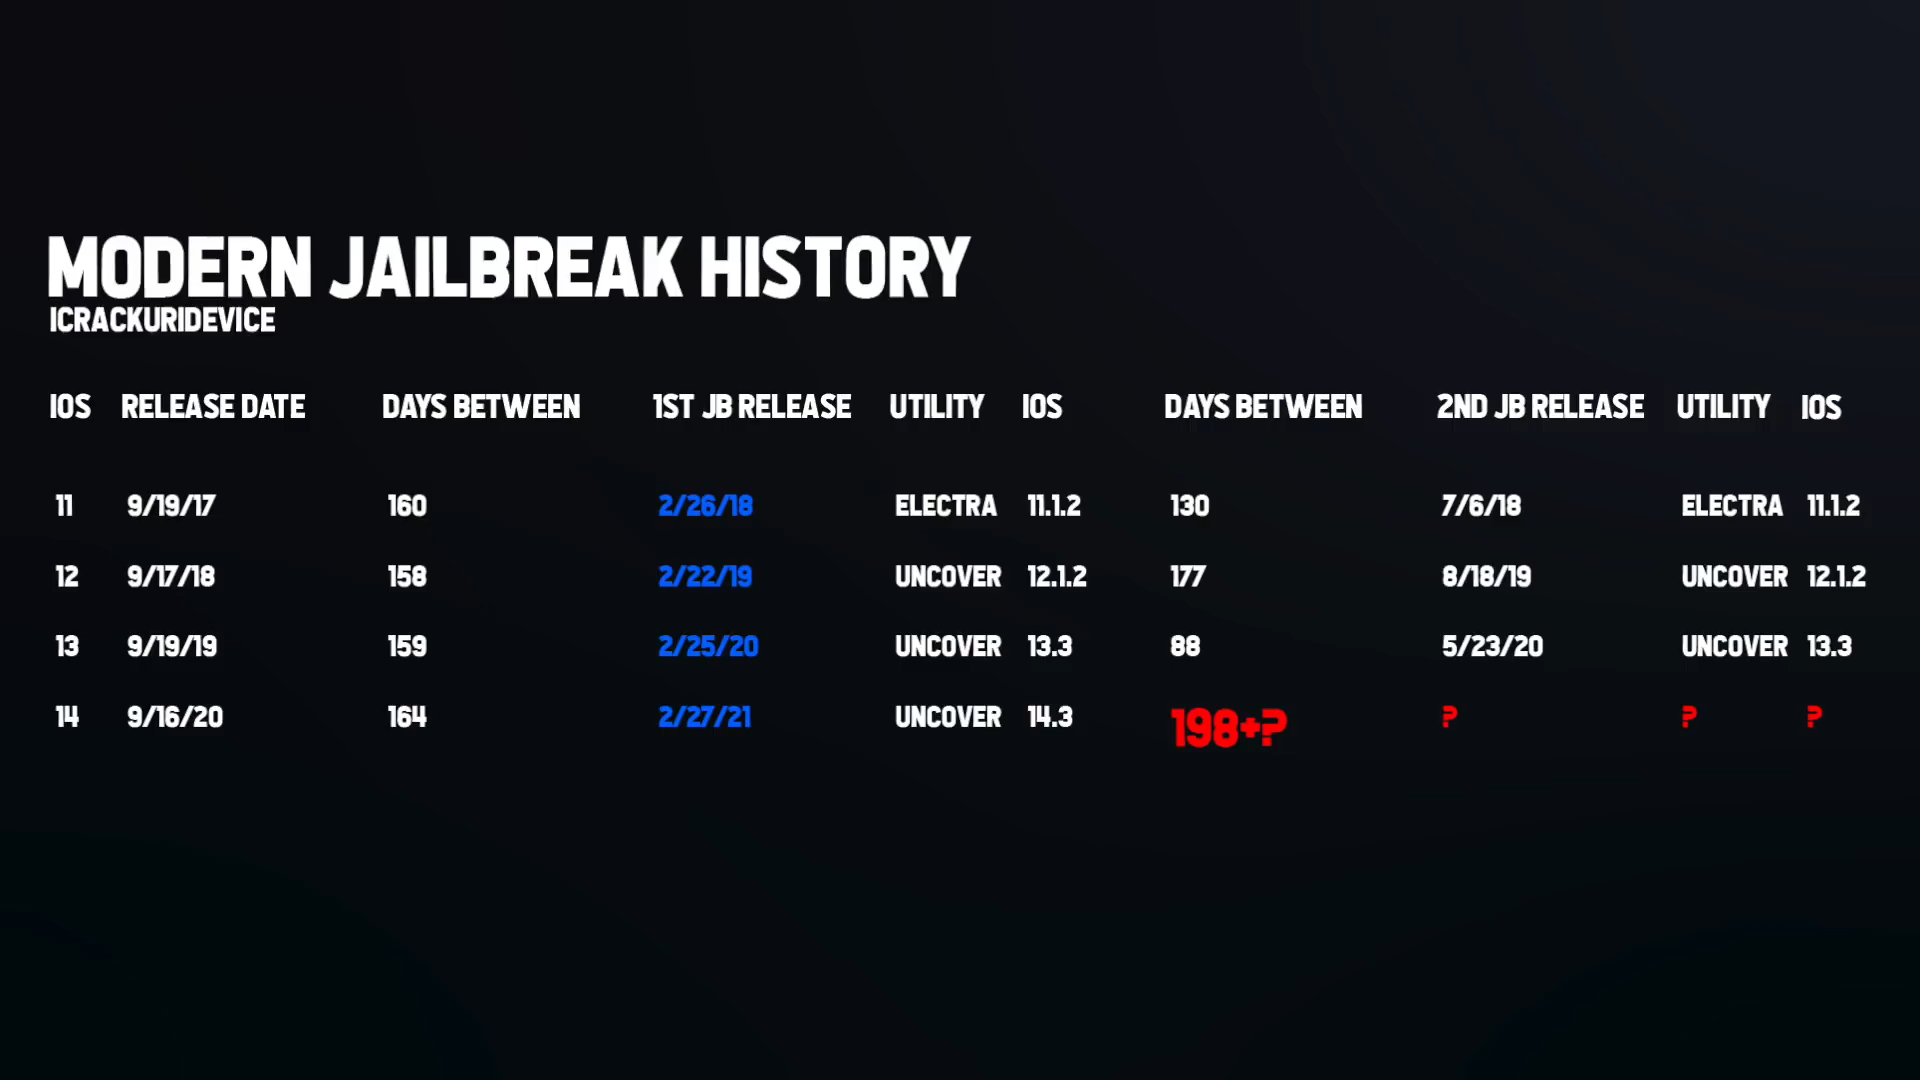 MODERN JAILBREAK HISTORY
ICRACKURIDEVICE
IOS RELEASE DATE DAYS BETWEEN 1ST JB RELEASE UTILITY IOS DAYS BETWEEN 2ND JB RELEASE UTILITY IOS
11 9/19/17 160 2/26/18 ELECTRA 11.1.2 130 7/6/18 ELECTRA 11.1.2
12 9/17/18 158 2/22/19 UNCOVER 12.1.2 177 8/18/19 UNCOVER 12.1.2
13 9/19/19 159 2/25/20 UNCOVER 13.3 88 5/23/20 UNCOVER 13.3
14 9/16/20 164 2/27/21 UNCOVER 14.3 198+? ? ? ?